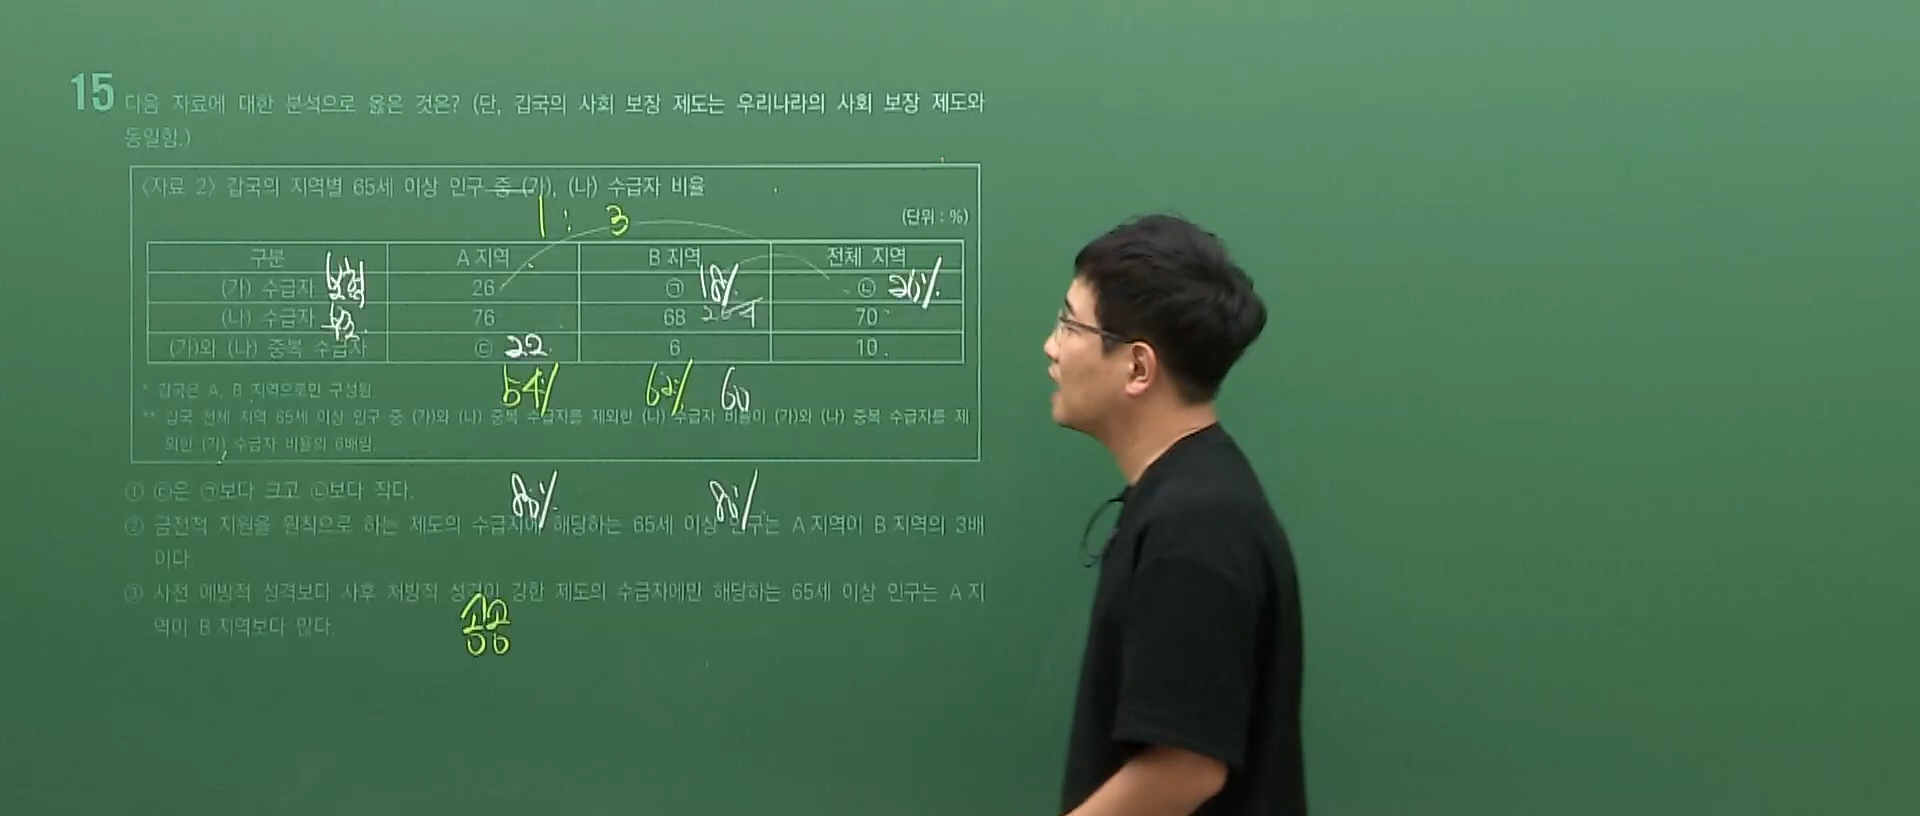 15 다음 자료에 대한 분석으로 옳은 것은? (단, 갑국의 사회 보장 제도는 우리나라의 사회 보장 제도와
동일함.)
〈자료 2〉 갑국의 지역별 65세 이상 인구 중 (가), (나) 수급자 비율
1 : 3
(단위 : %)
구분 A 지역 B 지역 전체 지역
(가) 수급자 보험 26 ㉠ 18% ㉡ 20%
(나) 수급자 부조 76 68 70
(가)와 (나) 중복 수급자 ㉢ 22 6 10
54% 62% 60
* 갑국은 A, B 지역으로만 구성됨
** 갑국 전체 지역 65세 이상 인구 중 (가)와 (나) 중복 수급자를 제외한 (나) 수급자 비율이 (가)와 (나) 중복 수급자를 제
외한 (가) 수급자 비율의 6배임.
① ㉢은 ㉠보다 크고 ㉡보다 작다.
80% 80%
② 금전적 지원을 원칙으로 하는 제도의 수급자에 해당하는 65세 이상 인구는 A 지역이 B 지역의 3배
이다
③ 사전 예방적 성격보다 사후 처방적 성격이 강한 제도의 수급자에만 해당하는 65세 이상 인구는 A 지
역이 B 지역보다 많다.
공공